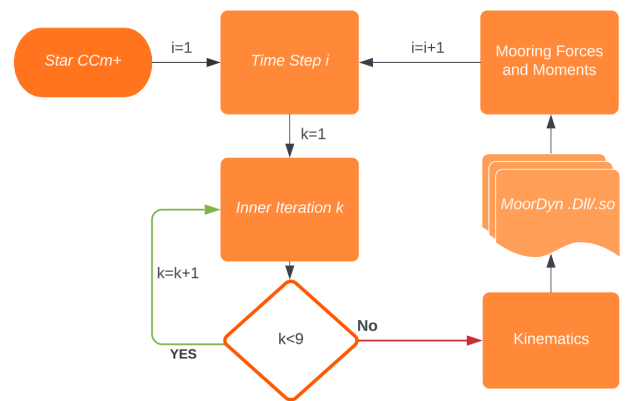 Star CCm+
i=1
Time Step i
i=i+1
Mooring Forces
and Moments
k=1
Inner Iteration k
MoorDyn .Dll/.so
k=k+1
k<9
YES
No
Kinematics